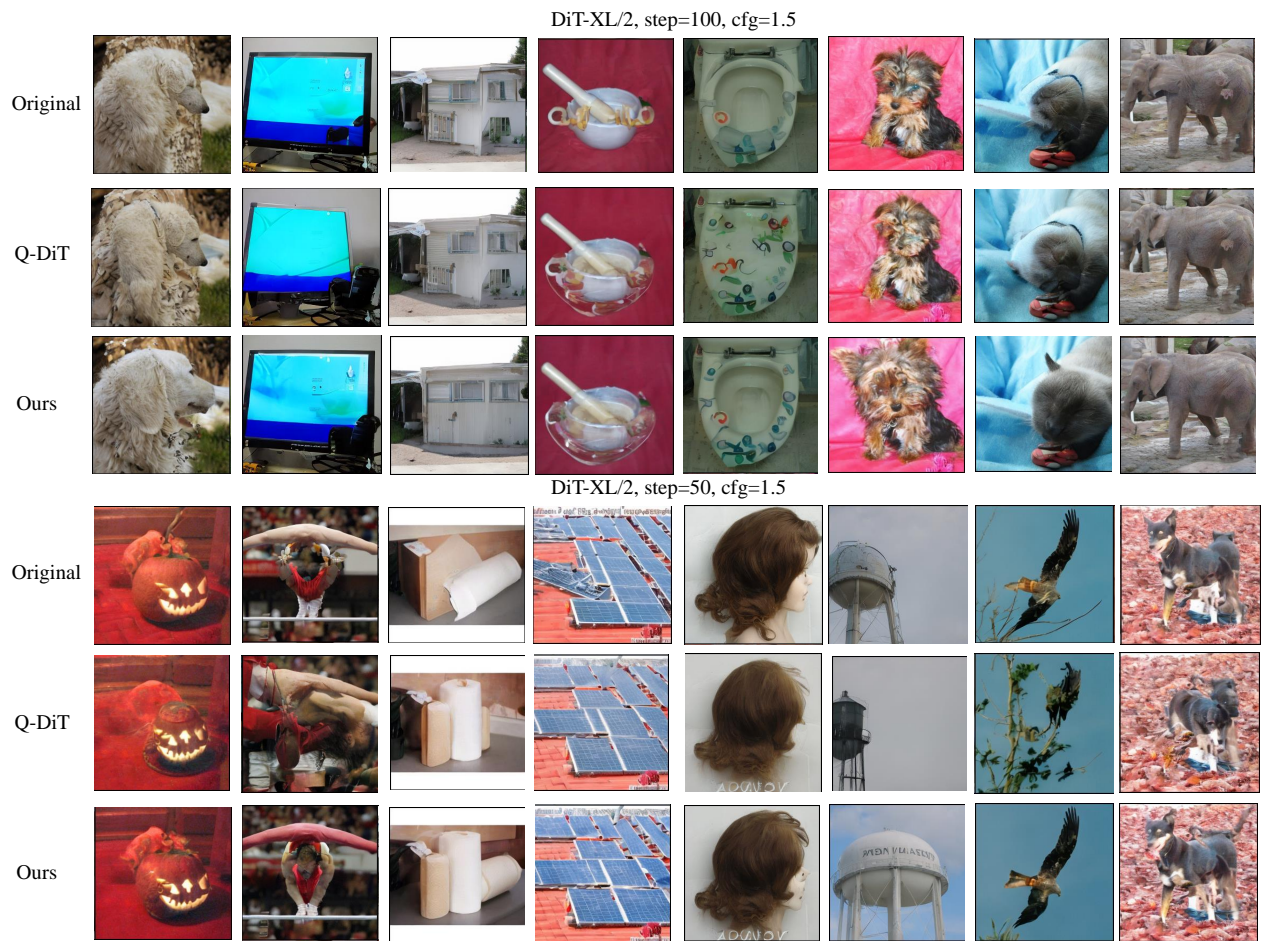 DiT-XL/2, step=100, cfg=1.5
Original
Q-DiT
Ours
DiT-XL/2, step=50, cfg=1.5
Original
Q-DiT
Ours